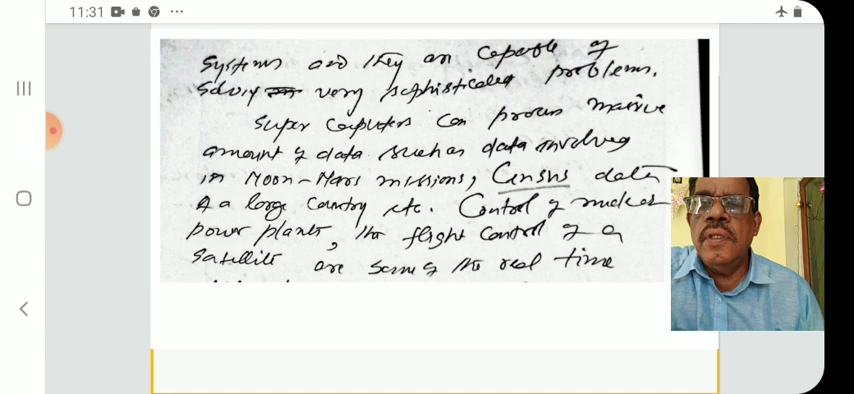 11:31
systems and they are capable of
solving very sophisticated problems.
Super computers can process massive
amount of data such as data involving
in Moon-Mars missions, Census data
of a large Country etc. Control of nuclear
power plants, the flight control of a
satellite are some of the real time